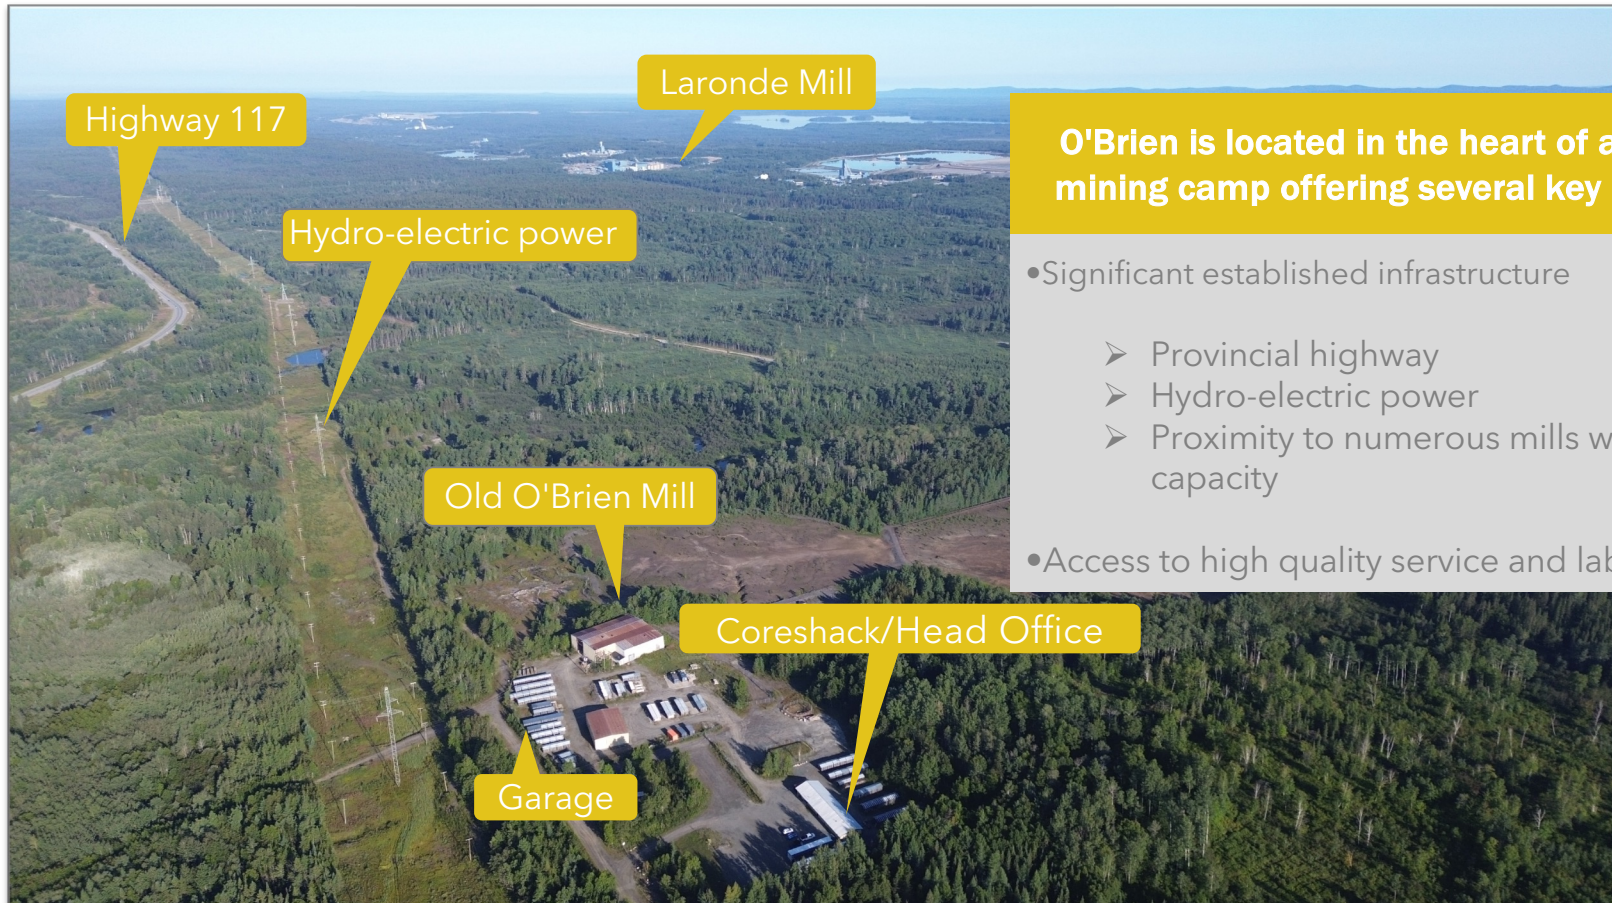 Laronde Mill
Highway 117
Hydro-electric power
Old O'Brien Mill
Coreshack/Head Office
Garage
O'Brien is located in the heart of a
mining camp offering several key
•Significant established infrastructure
➢ Provincial highway
➢ Hydro-electric power
➢ Proximity to numerous mills
capacity
•Access to high quality service and